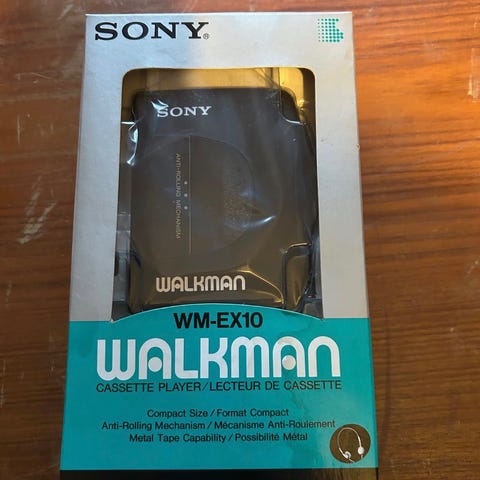 SONY®
SONY
ANTI-ROLLING MECHANISM
WALKMAN
WM-EX10
WALKMAN
CASSETTE PLAYER/LECTEUR DE CASSETTE
Compact Size/Format Compact
Anti-Rolling Mechanism/Mécanisme Anti-Roulement
Metal Tape Capability/Possibilité Métal